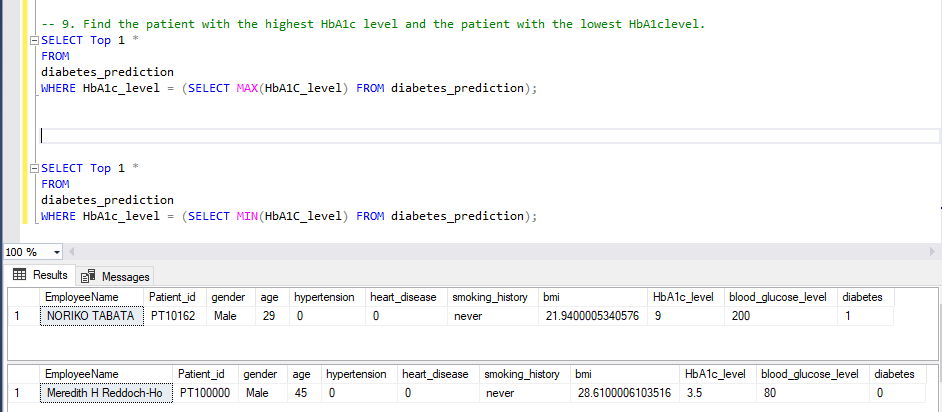 -- 9. Find the patient with the highest HbA1c level and the patient with the lowest HbA1clevel.
SELECT Top 1 *
FROM
diabetes_prediction
WHERE HbA1c_level = (SELECT MAX(HbA1C_level) FROM diabetes_prediction);
SELECT Top 1 *
FROM
diabetes_prediction
WHERE HbA1c_level = (SELECT MIN(HbA1C_level) FROM diabetes_prediction);
100 %
Results Messages
EmployeeName Patient_id gender age hypertension heart_disease smoking_history bmi HbA1c_level blood_glucose_level diabetes
1 NORIKO TABATA PT10162 Male 29 0 0 never 21.9400005340576 9 200 1
EmployeeName Patient_id gender age hypertension heart_disease smoking_history bmi HbA1c_level blood_glucose_level diabetes
1 Meredith H Reddoch-Ho PT100000 Male 45 0 0 never 28.6100006103516 3.5 80 0